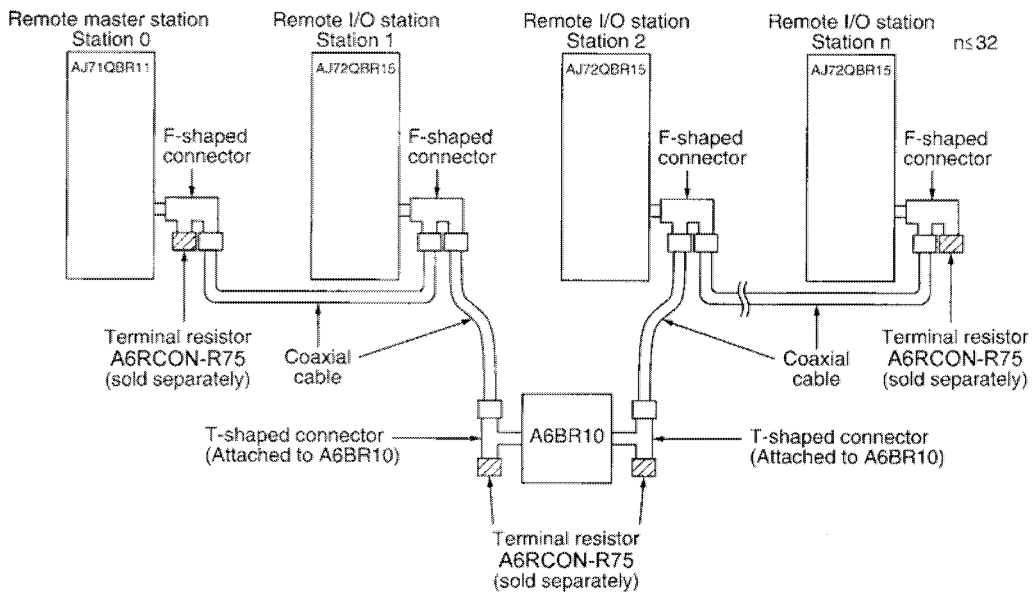 Remote master station
Station 0
Remote I/O station
Station 1
Remote I/O station
Station 2
Remote I/O station
Station n
n≤32
AJ71QBR11
AJ72QBR15
AJ72QBR15
AJ72QBR15
F-shaped
connector
F-shaped
connector
F-shaped
connector
F-shaped
connector
Terminal resistor
A6RCON-R75
(sold separately)
Coaxial
cable
Coaxial
cable
Terminal resistor
A6RCON-R75
(sold separately)
T-shaped connector
(Attached to A6BR10)
A6BR10
T-shaped connector
(Attached to A6BR10)
Terminal resistor
A6RCON-R75
(sold separately)